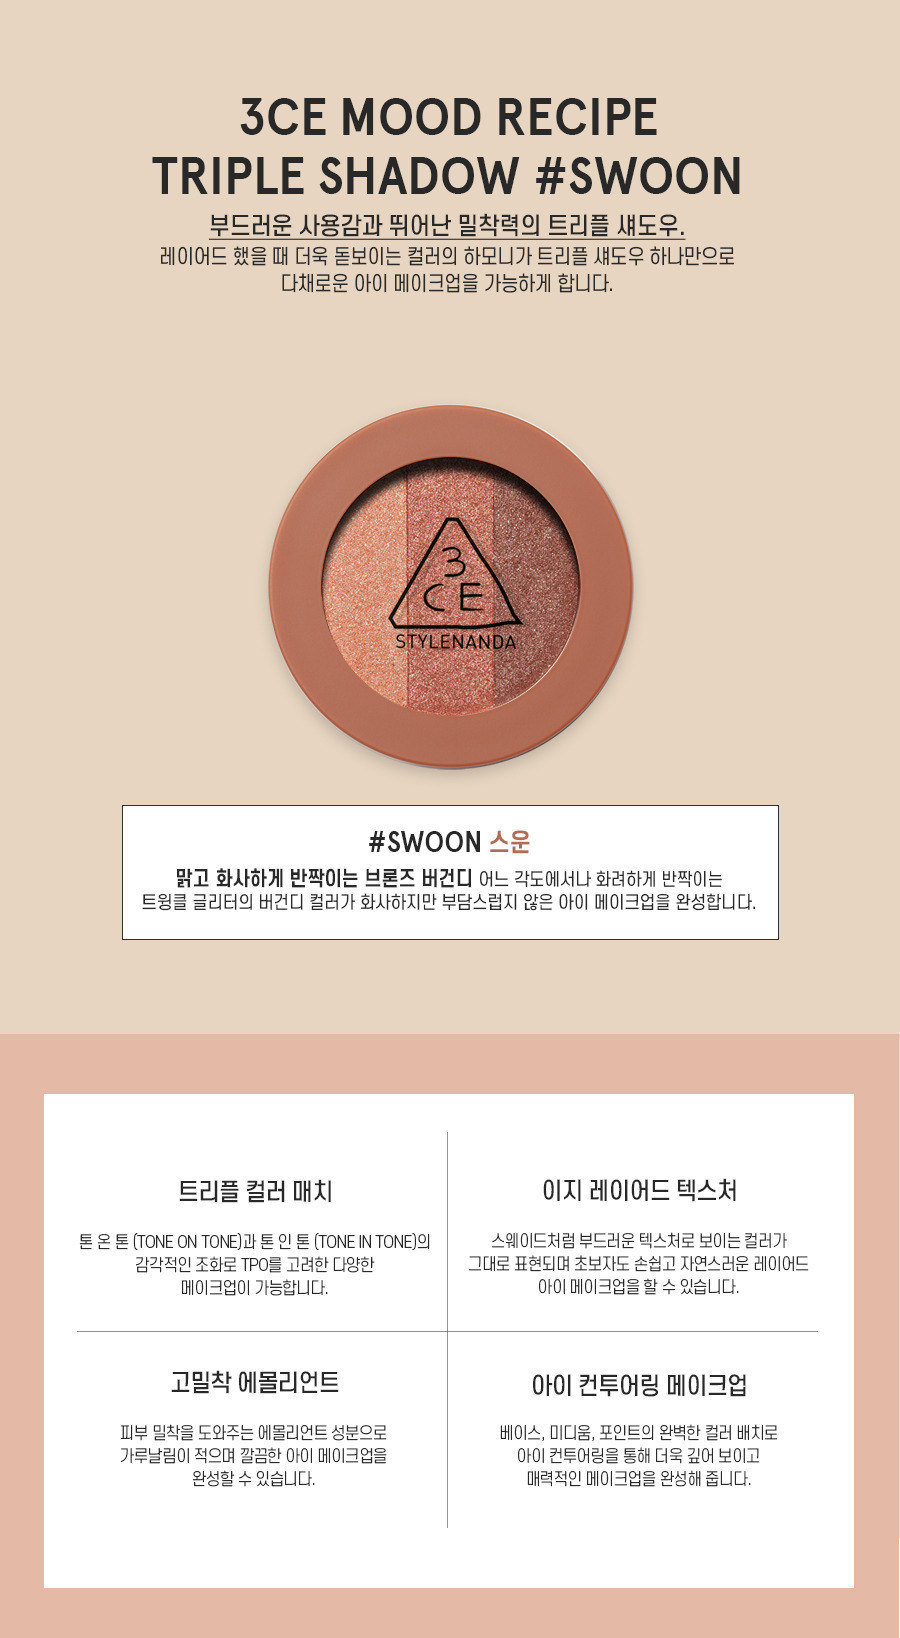 3CE MOOD RECIPE
TRIPLE SHADOW #SWOON
부드러운 사용감과 뛰어난 밀착력의 트리플 섀도우.
레이어드 했을 때 더욱 돋보이는 컬러의 하모니가 트리플 섀도우 하나만으로
다채로운 아이 메이크업을 가능하게 합니다.
3
CE
STYLENANDA
#SWOON 스운
맑고 화사하게 반짝이는 브론즈 버건디 어느 각도에서나 화려하게 반짝이는
트윙클 글리터의 버건디 컬러가 화사하지만 부담스럽지 않은 아이 메이크업을 완성합니다.
트리플 컬러 매치
톤 온 톤 (TONE ON TONE)과 톤 인 톤 (TONE IN TONE)의
감각적인 조화로 TPO를 고려한 다양한
메이크업이 가능합니다.
이지 레이어드 텍스처
스웨이드처럼 부드러운 텍스처로 보이는 컬러가
그대로 표현되며 초보자도 손쉽고 자연스러운 레이어드
아이 메이크업을 할 수 있습니다.
고밀착 에몰리언트
피부 밀착을 도와주는 에몰리언트 성분으로
가루날림이 적으며 깔끔한 아이 메이크업을
완성할 수 있습니다.
아이 컨투어링 메이크업
베이스, 미디움, 포인트의 완벽한 컬러 배치로
아이 컨투어링을 통해 더욱 깊어 보이고
매력적인 메이크업을 완성해 줍니다.